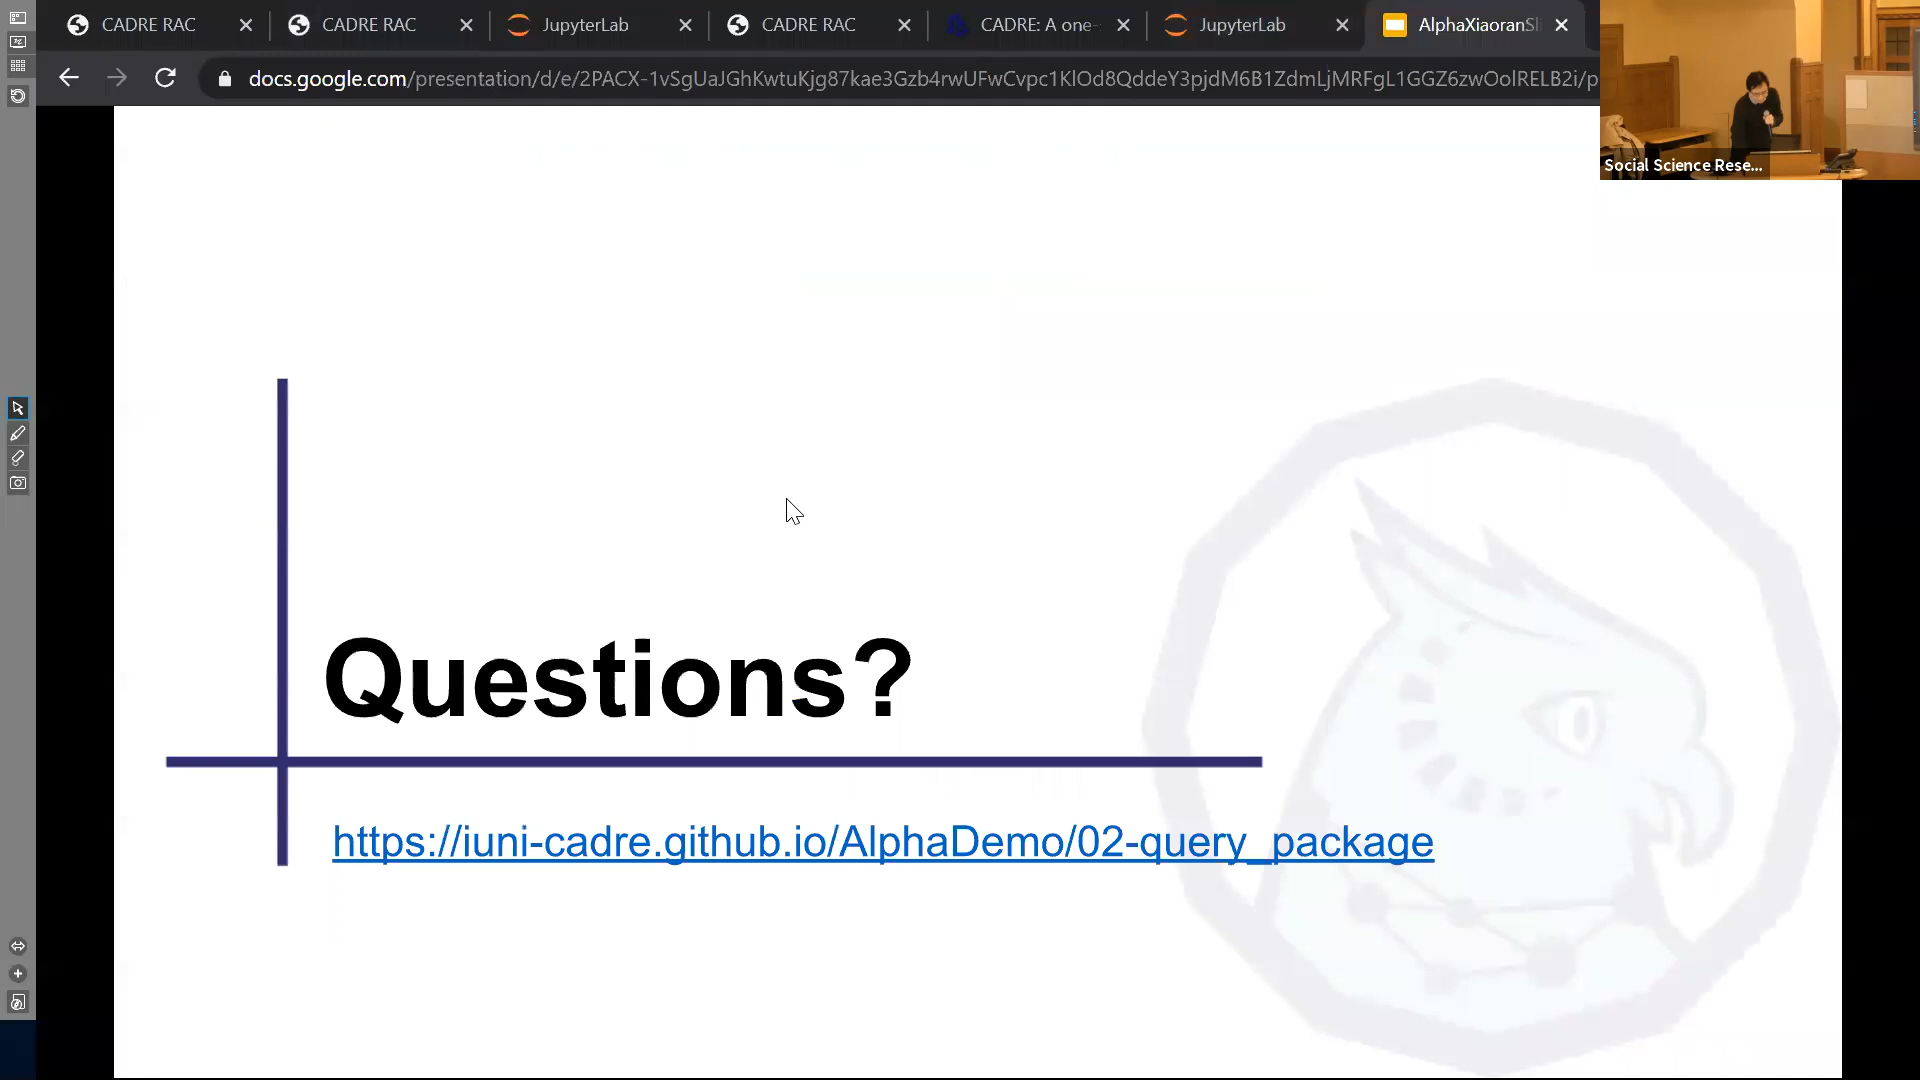 CADRE RAC
CADRE RAC
JupyterLab
CADRE RAC
CADRE: A one-
JupyterLab
AlphaXiaoranSli
docs.google.com/presentation/d/e/2PACX-1vSgUaJGhKwtuKjg87kae3Gzb4rwUFwCvpc1KlOd8QddeY3pjdM6B1ZdmLjMRFgL1GGZ6zwOolRELB2i/p
Social Science Rese...
Questions?
https://iuni-cadre.github.io/AlphaDemo/02-query_package